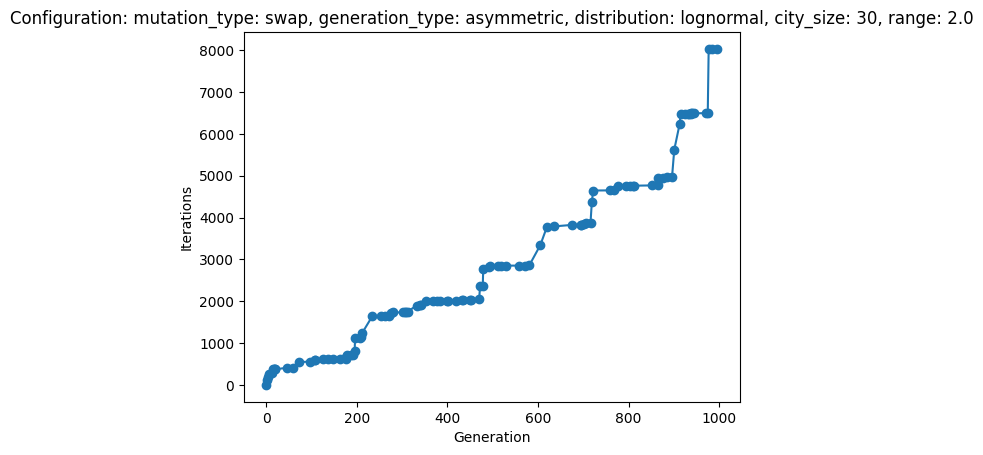 Configuration: mutation_type: swap, generation_type: asymmetric, distribution: lognormal, city_size: 30, range: 2.0
8000
7000
6000
5000
4000
3000
2000
1000
0
Iterations
0 200 400 600 800 1000
Generation